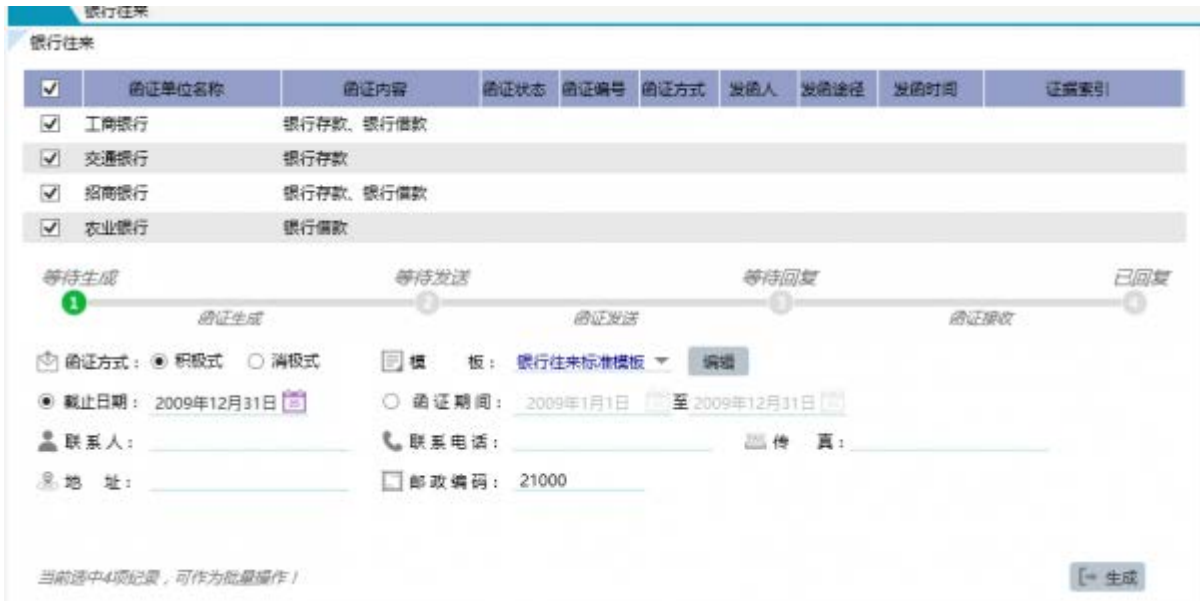 银行往来
银行往来
函证单位名称 函证内容 函证状态 函证编号 函证方式 发函人 发函途径 发函时间 证据索引
工商银行 银行存款、银行借款
交通银行 银行存款
招商银行 银行存款、银行借款
农业银行 银行借款
等待生成 等待发送 等待回复 已回复
1 2 3 4
函证生成 函证发送 函证接收
函证方式： 积极式 消极式 模 板： 银行往来标准模板 编辑
截止日期： 2009年12月31日 函证期间： 2009年1月1日 至 2009年12月31日
联系人： 联系电话： 传 真：
地 址： 邮政编码： 21000
当前选中4项纪录，可作为批量操作！ 生成